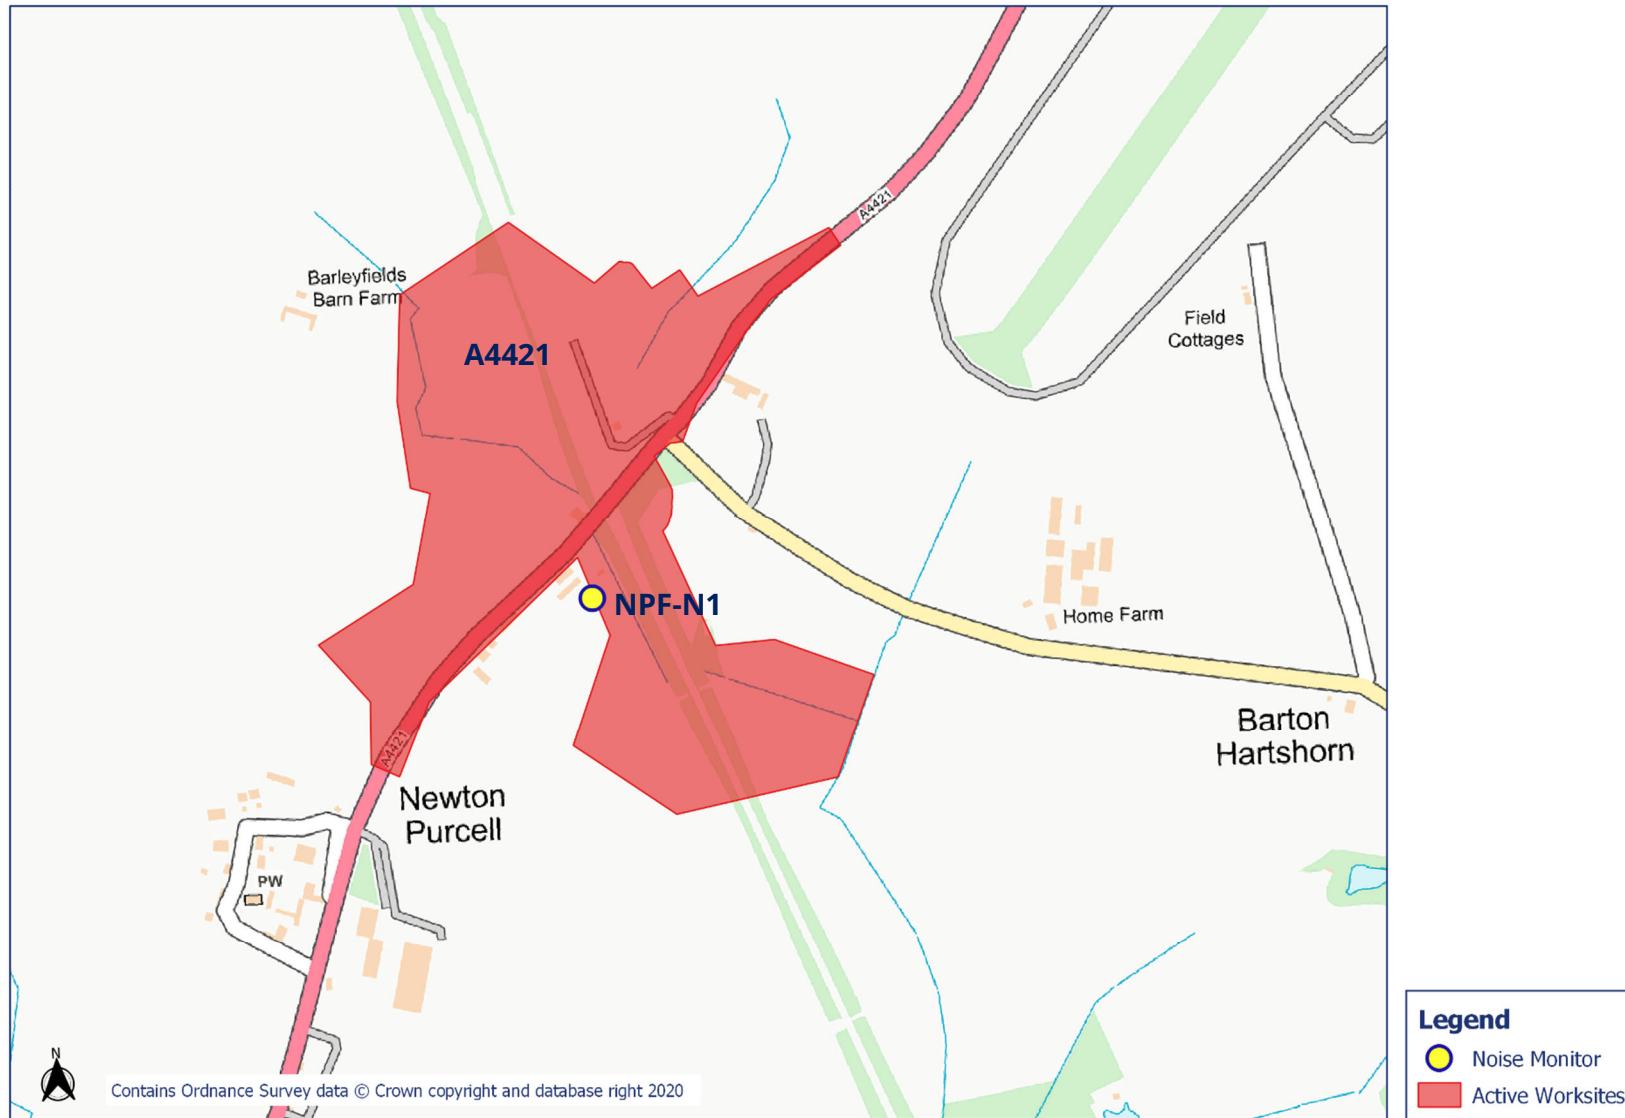 A4421
Barleyfields
Barn Farm
A4421
Field
Cottages
NPF-N1
Home Farm
Barton
Hartshorn
A4421
Newton
Purcell
PW
N
Contains Ordnance Survey data © Crown copyright and database right 2020
Legend
Noise Monitor
Active Worksites